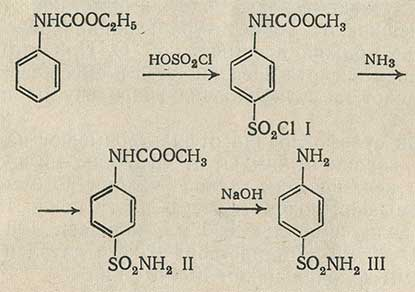 NHCOOC₂H₅ NHCOOCH₃
HOSO₂Cl NH₃
SO₂Cl I
NHCOOCH₃ NH₂
NaOH
SO₂NH₂ II SO₂NH₂ III